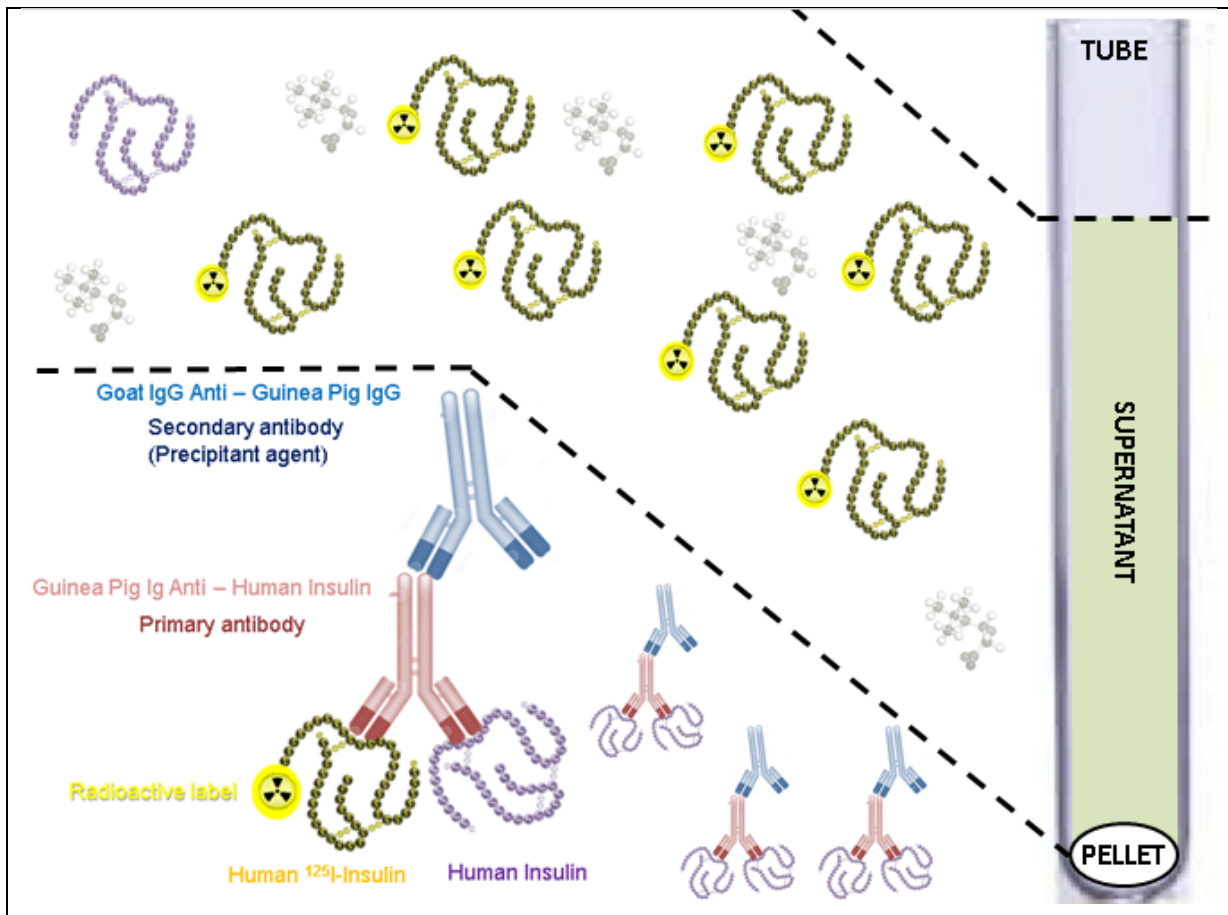 TUBE
Goat IgG Anti – Guinea Pig IgG
Secondary antibody
(Precipitant agent)
SUPERNATANT
Guinea Pig Ig Anti – Human Insulin
Primary antibody
Radioactive label
Human ¹²⁵I-Insulin
Human Insulin
PELLET